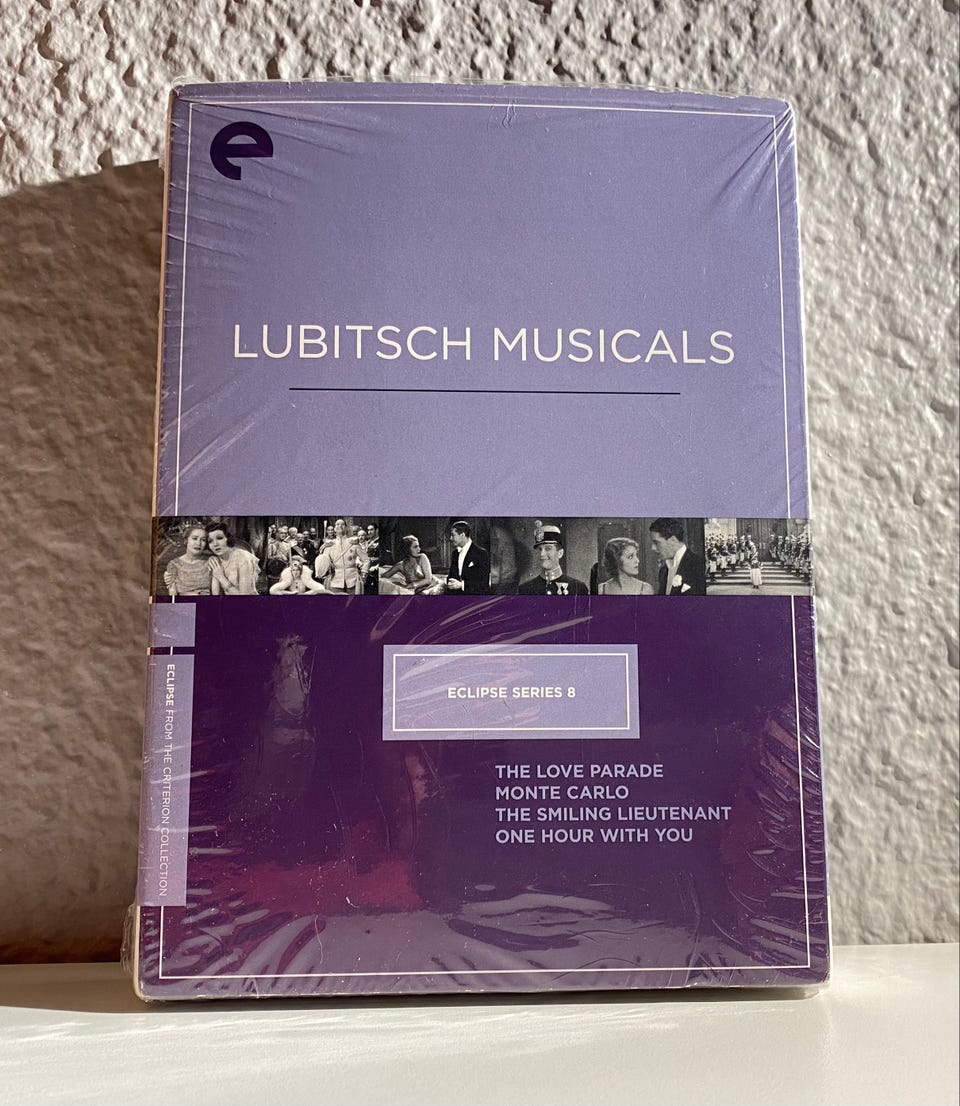 e
LUBITSCH MUSICALS
ECLIPSE SERIES 8
THE LOVE PARADE
MONTE CARLO
THE SMILING LIEUTENANT
ONE HOUR WITH YOU
ECLIPSE FROM THE CRITERION COLLECTION